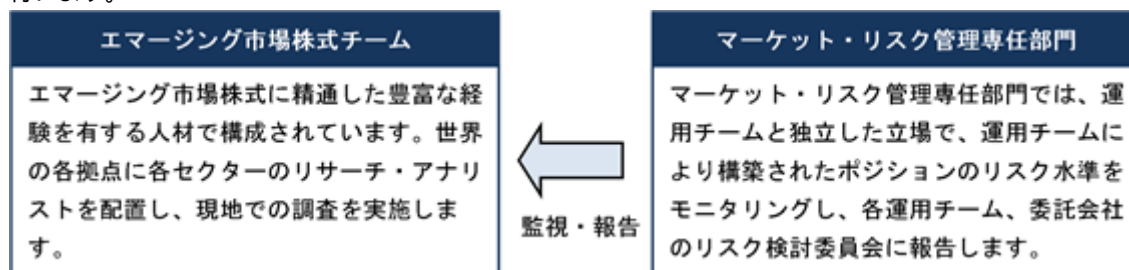 エマージング市場株式チーム
エマージング市場株式に精通した豊富な経
験を有する人材で構成されています。世界
の各拠点に各セクターのリサーチ・アナリ
ストを配置し、現地での調査を実施しま
す。
監視・報告
マーケット・リスク管理専任部門
マーケット・リスク管理専任部門では、運
用チームと独立した立場で、運用チームに
より構築されたポジションのリスク水準を
モニタリングし、各運用チーム、委託会社
のリスク検討委員会に報告します。